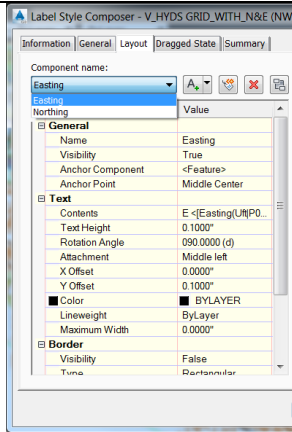 Label Style Composer - V_HYDS GRID_WITH_N&E (NW
Information General Layout Dragged State Summary
Component name:
Easting
Easting
Northing
Value
General
Name Easting
Visibility True
Anchor Component <Feature>
Anchor Point Middle Center
Text
Contents E <[Easting(Uft|P0...
Text Height 0.1000"
Rotation Angle 090.0000 (d)
Attachment Middle left
X Offset 0.0000"
Y Offset 0.1000"
Color BYLAYER
Lineweight ByLayer
Maximum Width 0.0000"
Border
Visibility False
Type Rectangular